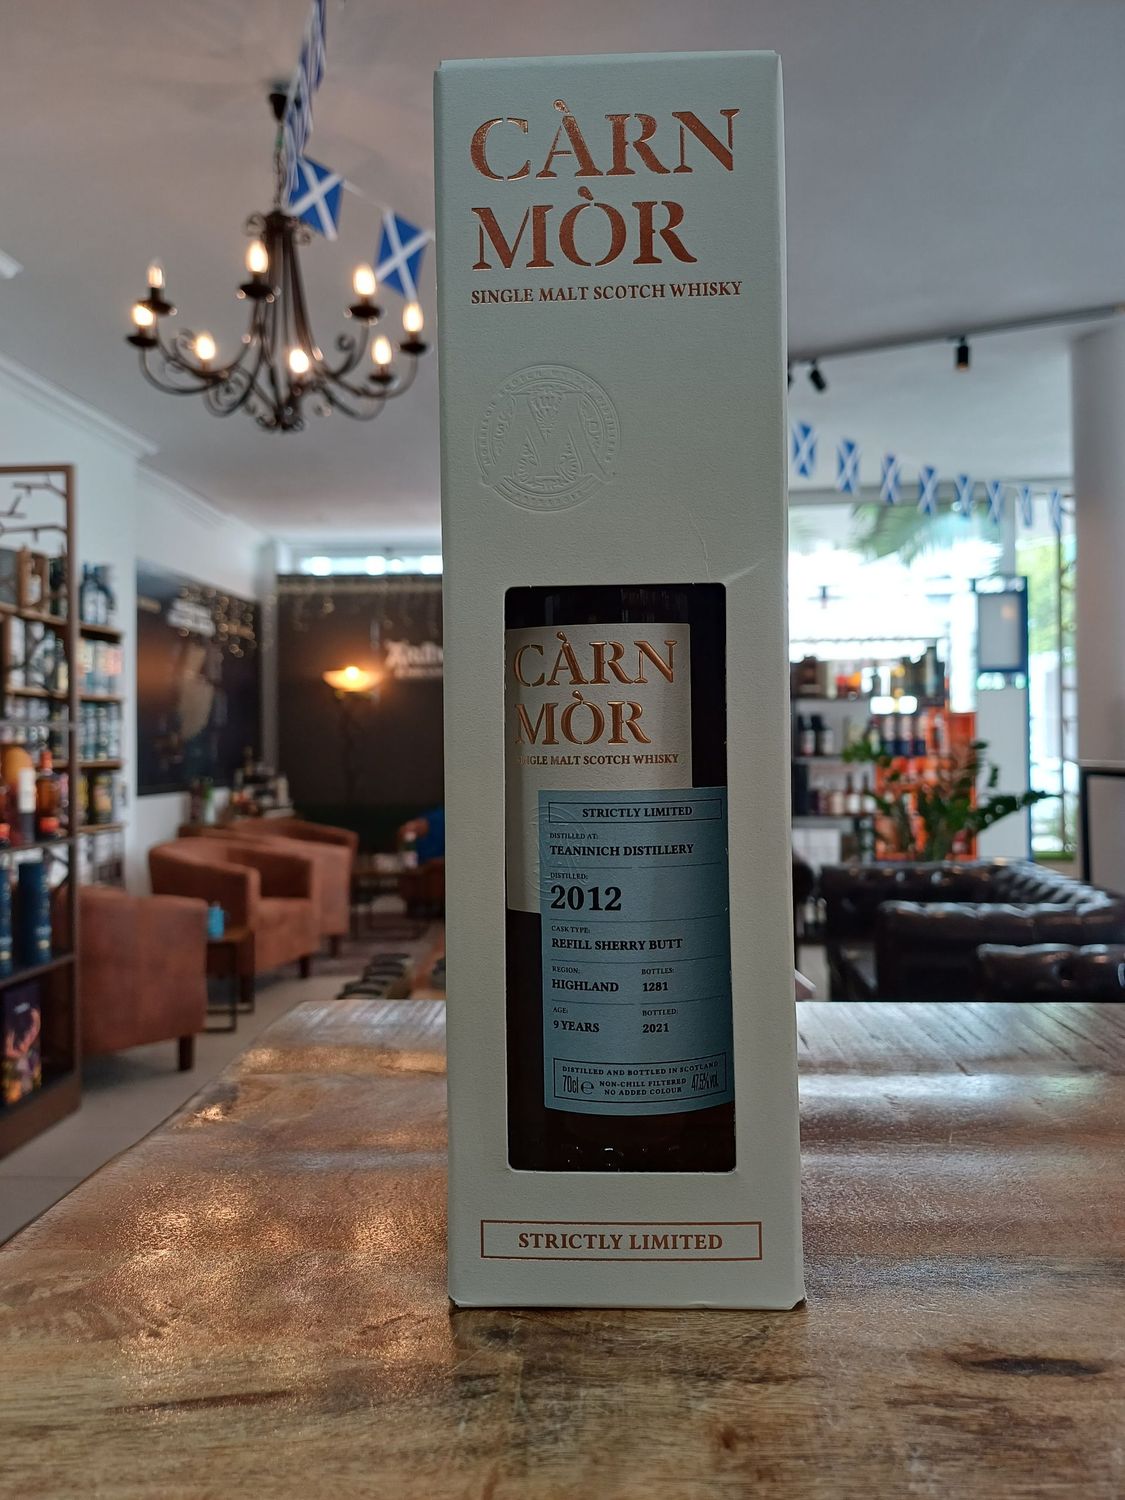 CÀRN
MÒR
SINGLE MALT SCOTCH WHISKY
CÀRN
MÒR
SINGLE MALT SCOTCH WHISKY
STRICTLY LIMITED
DISTILLED AT:
TEANINICH DISTILLERY
DISTILLED:
2012
CASK TYPE:
REFILL SHERRY BUTT
REGION: BOTTLES:
HIGHLAND 1281
AGE: BOTTLED:
9 YEARS 2021
DISTILLED AND BOTTLED IN SCOTLAND
70cl e NON-CHILL FILTERED 47.5% vol
NO ADDED COLOUR
STRICTLY LIMITED